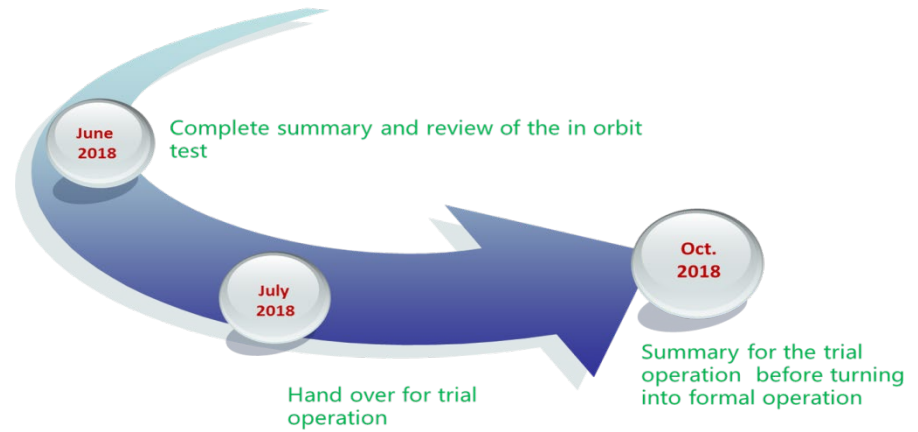 June
2018
Complete summary and review of the in orbit
test
July
2018
Hand over for trial
operation
Oct.
2018
Summary for the trial
operation  before turning
into formal operation